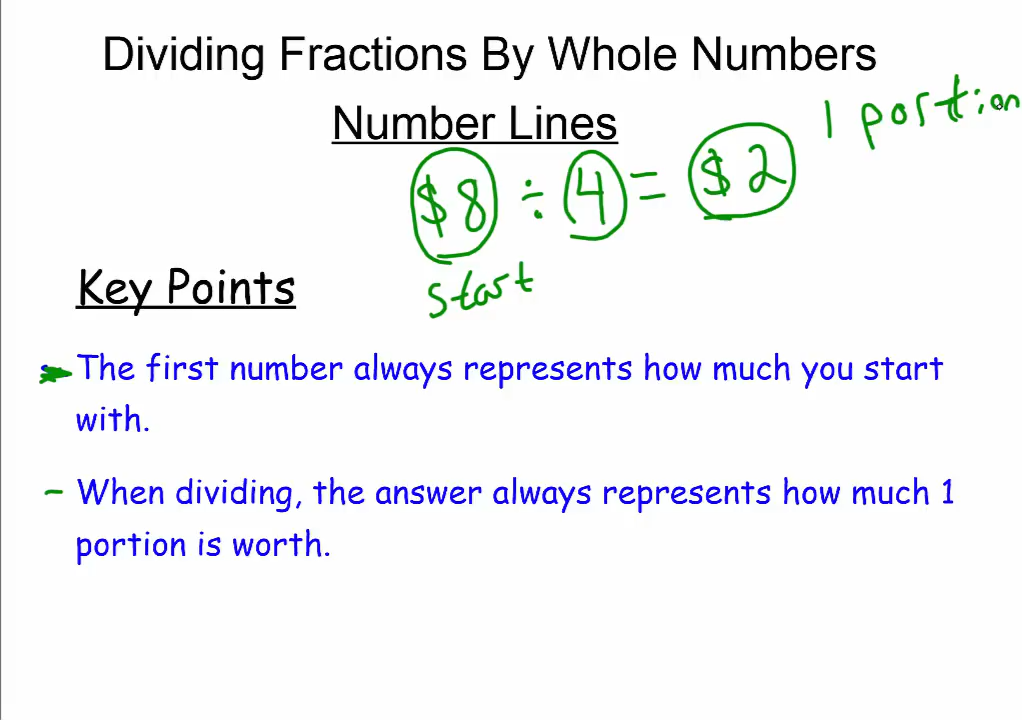 Dividing Fractions By Whole Numbers
Number Lines
1 portion
$8 ÷ 4 = $2
start
Key Points
The first number always represents how much you start
with.
- When dividing, the answer always represents how much 1
portion is worth.